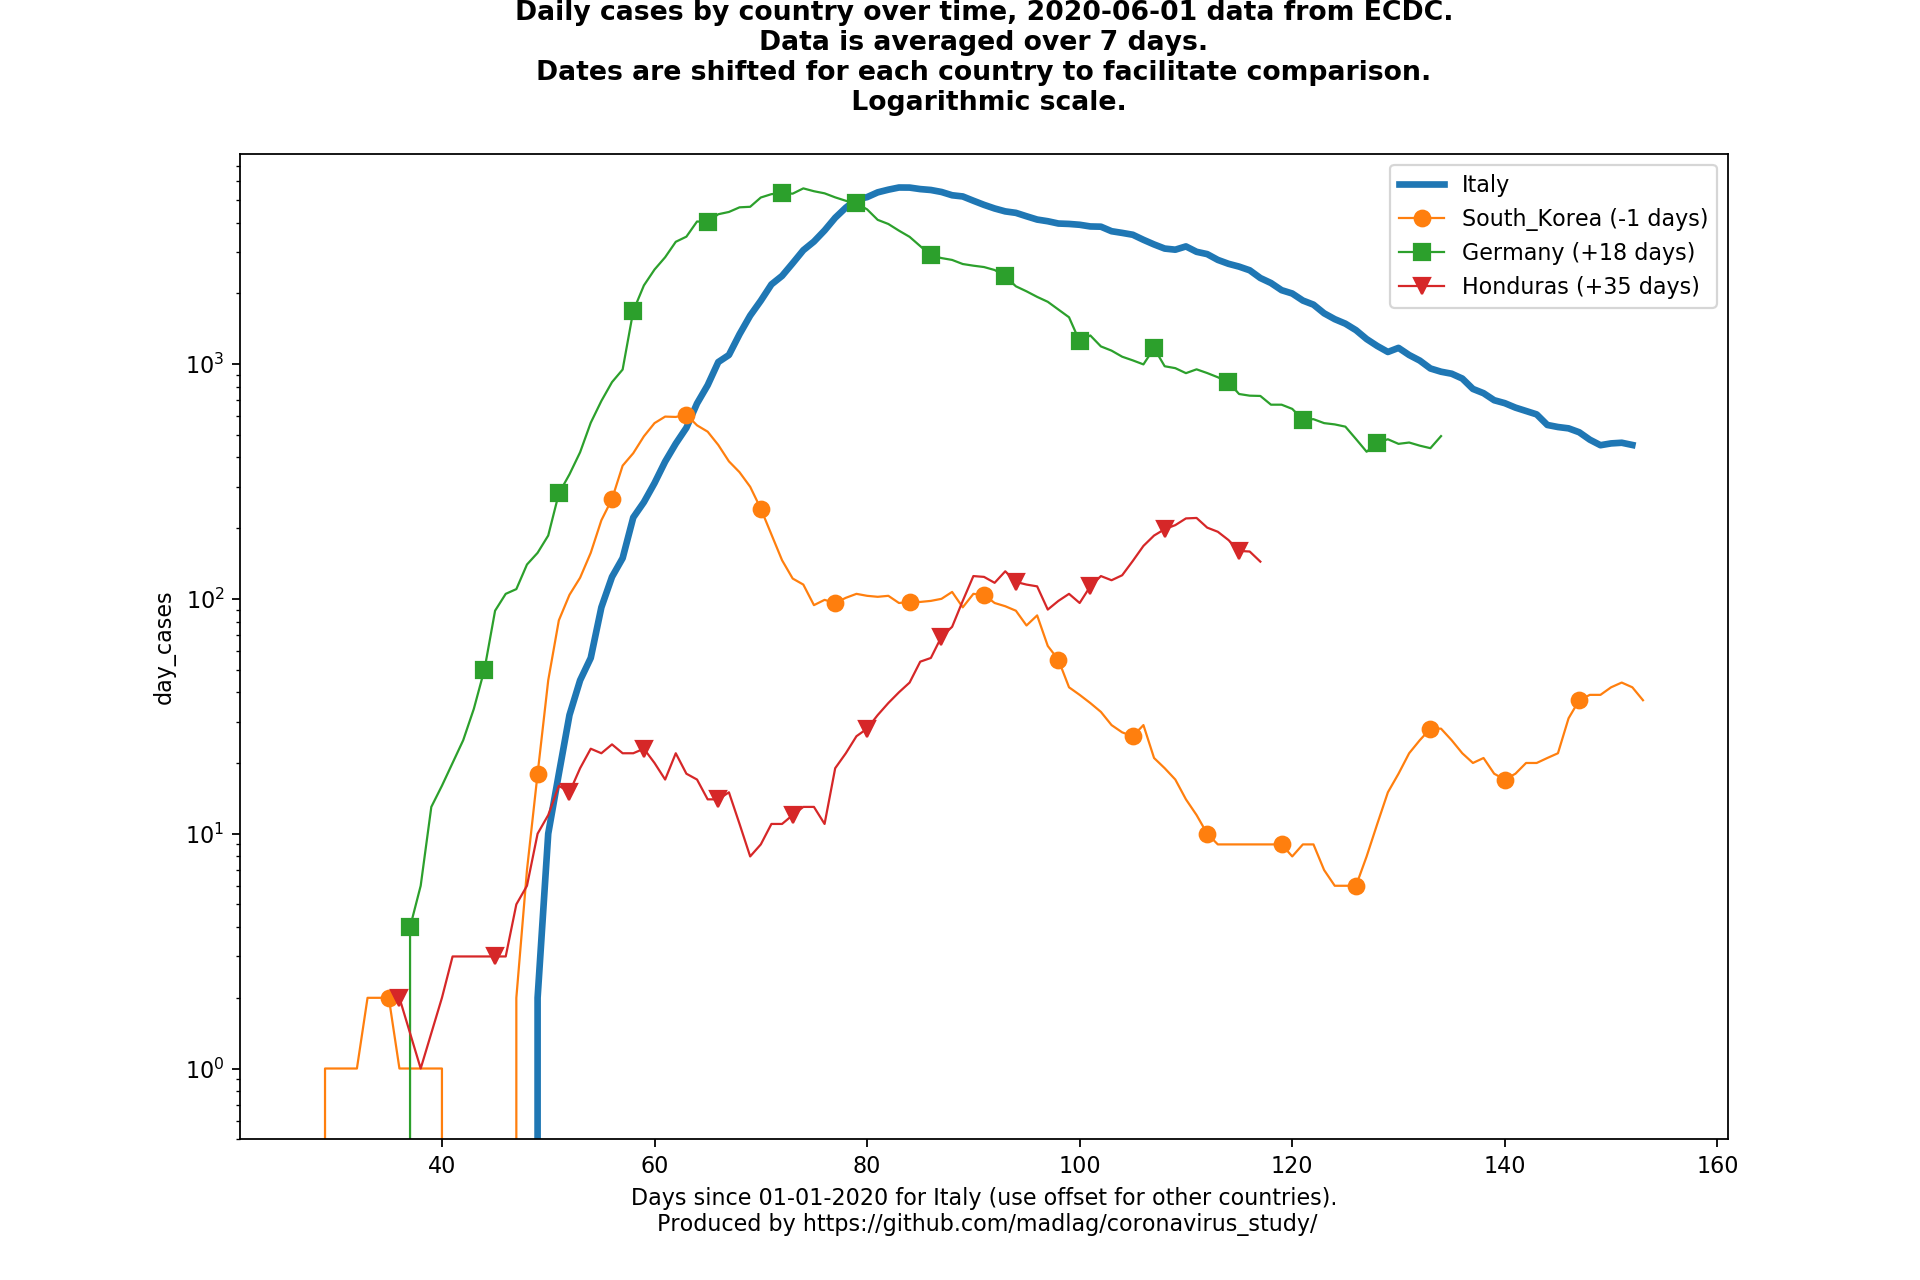 Daily cases by country over time, 2020-06-01 data from ECDC.
Data is averaged over 7 days.
Dates are shifted for each country to facilitate comparison.
Logarithmic scale.
Italy
South_Korea (-1 days)
Germany (+18 days)
Honduras (+35 days)
day_cases
10³
10²
10¹
10⁰
40 60 80 100 120 140 160
Days since 01-01-2020 for Italy (use offset for other countries).
Produced by https://github.com/madlag/coronavirus_study/